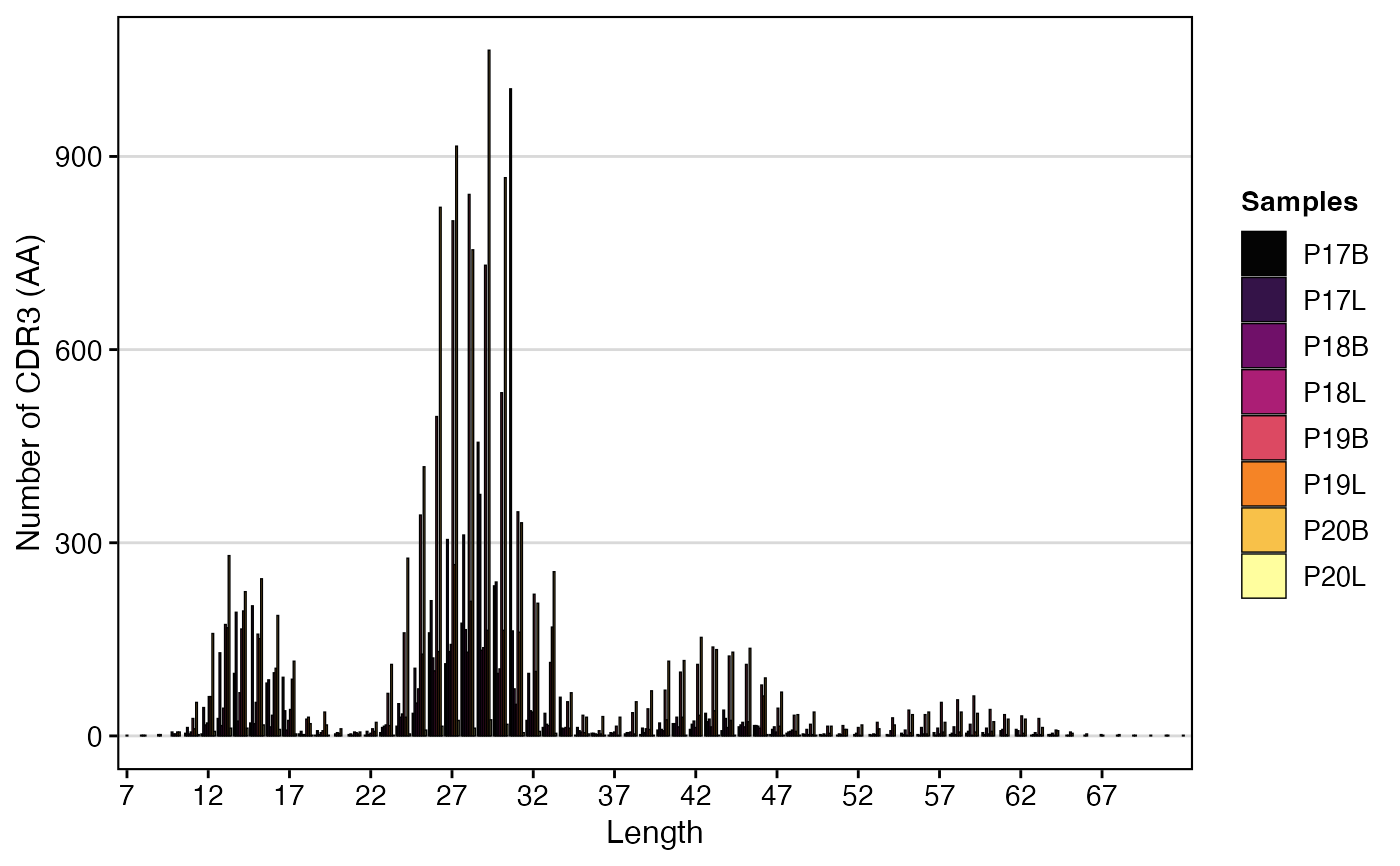 Number of CDR3 (AA)
900
600
300
0
7 12 17 22 27 32 37 42 47 52 57 62 67
Length
Samples
P17B
P17L
P18B
P18L
P19B
P19L
P20B
P20L